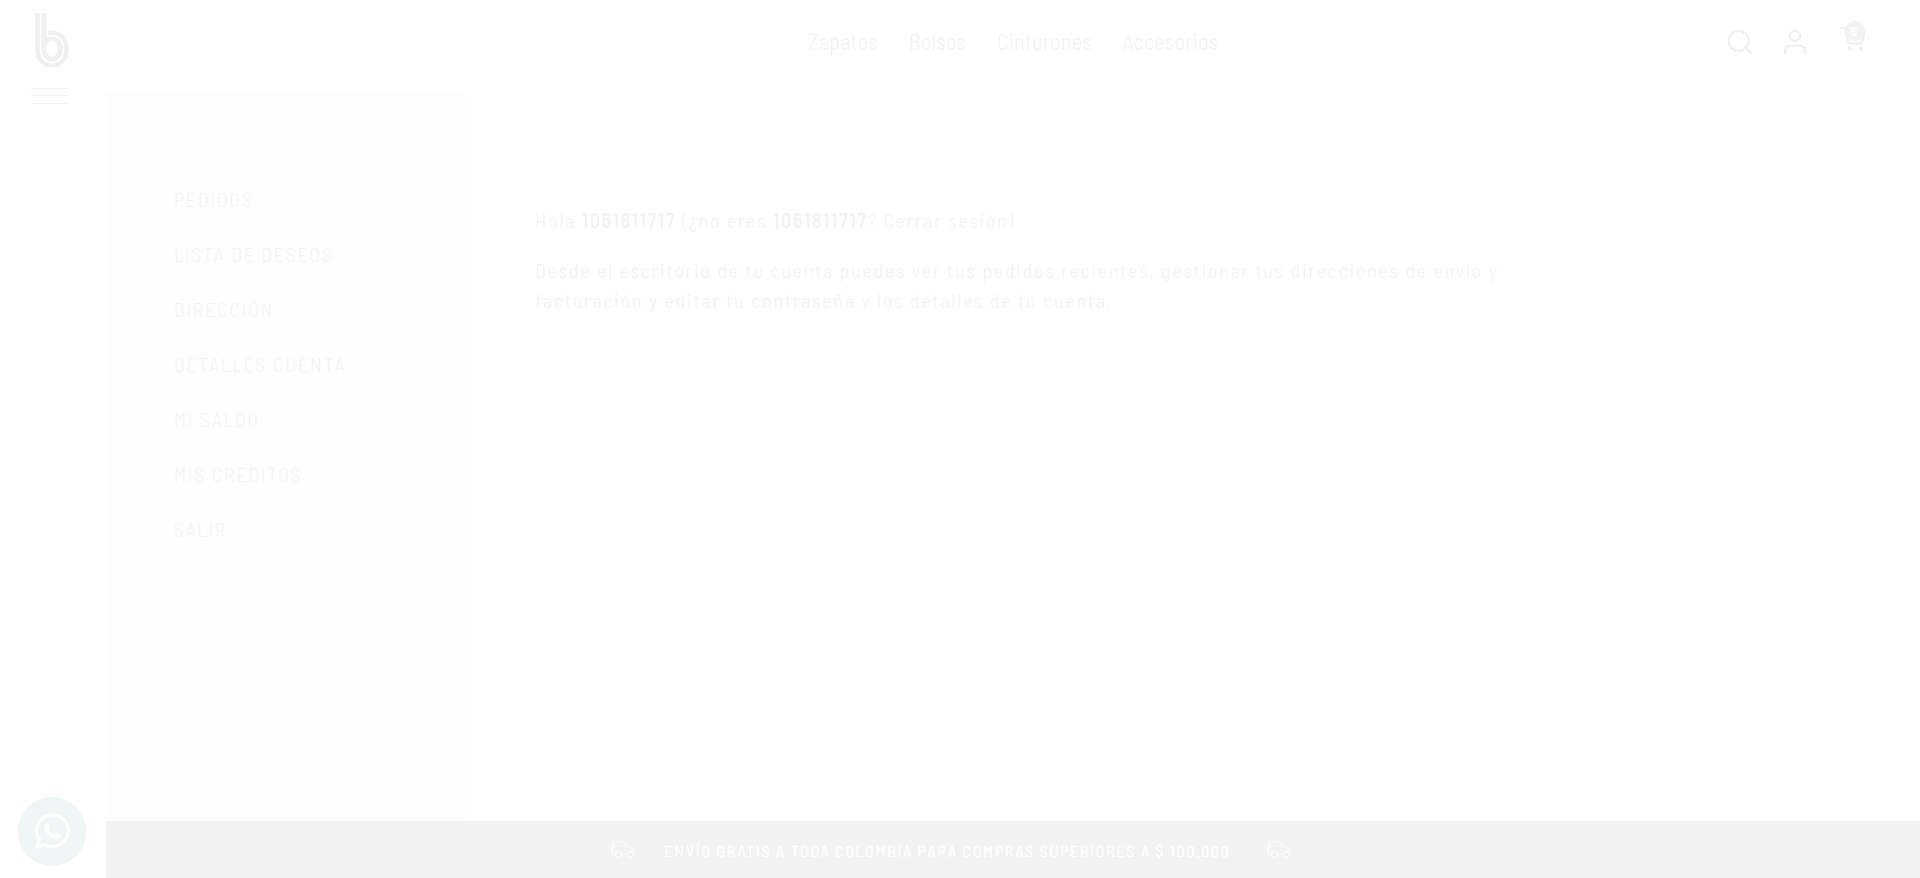 b
Zapatos Bolsos Cinturones Accesorios
5
PEDIDOS
LISTA DE DESEOS
DIRECCIÓN
DETALLES CUENTA
MI SALDO
MIS CREDITOS
SALIR
Hola 1061811717 (¿no eres 1061811717? Cerrar sesión)
Desde el escritorio de tu cuenta puedes ver tus pedidos recientes, gestionar tus direcciones de envío y
facturación y editar tu contraseña y los detalles de tu cuenta.
ENVÍO GRATIS A TODA COLOMBIA PARA COMPRAS SUPERIORES A $ 100.000